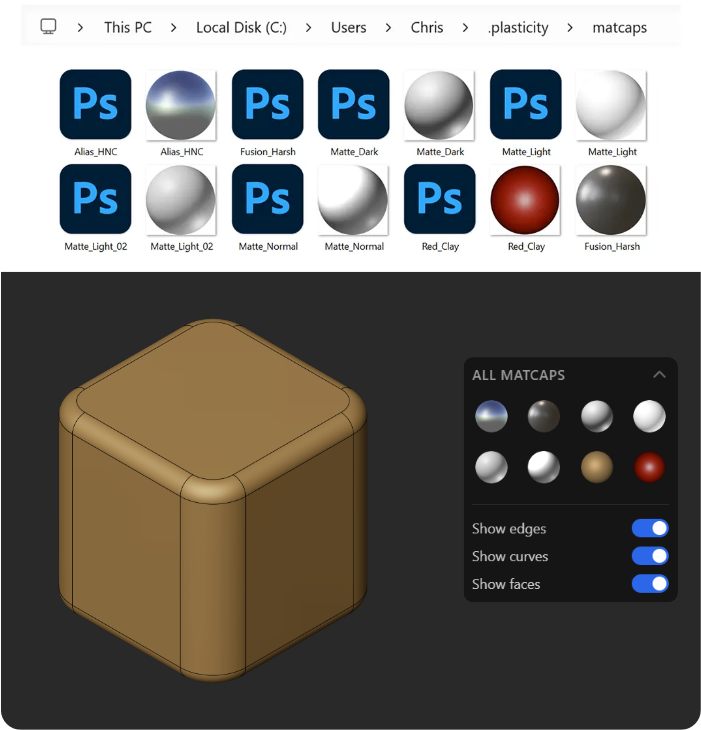 This PC > Local Disk (C:) > Users > Chris > .plasticity > matcaps
Ps Ps Ps Ps
Alias_HNC Alias_HNC Fusion_Harsh Matte_Dark Matte_Dark Matte_Light Matte_Light
Ps Ps Ps
Matte_Light_02 Matte_Light_02 Matte_Normal Matte_Normal Red_Clay Red_Clay Fusion_Harsh
ALL MATCAPS
Show edges
Show curves
Show faces